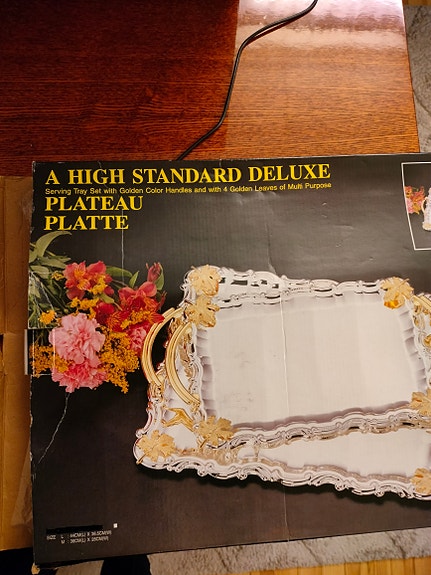 A HIGH STANDARD DELUXE
Serving Tray Set with Golden Color Handles and with 4 Golden Leaves of Multi Purpose
PLATEAU
PLATTE
SIZE L :
M :